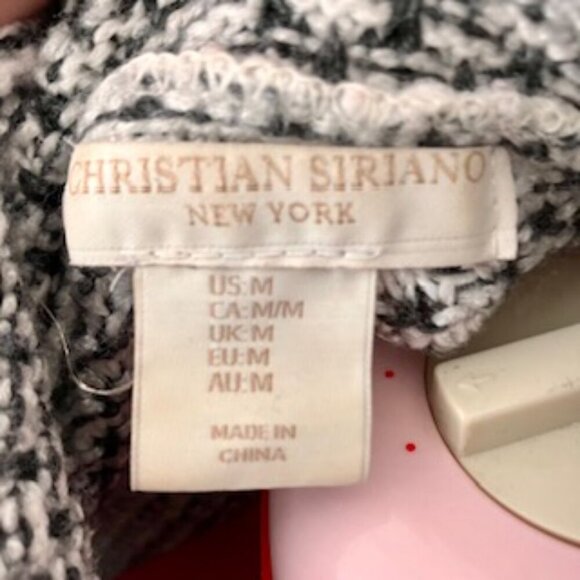 CHRISTIAN SIRIANO
NEW YORK
US:M
CA:M/M
UK:M
EU:M
AU:M
MADE IN
CHINA